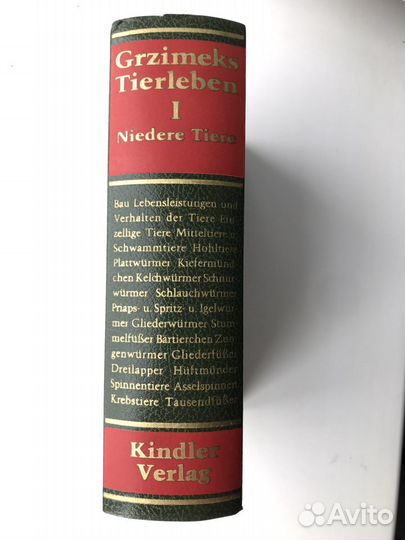 Grzimeks
Tierleben
I
Niedere Tiere
Bau Lebensleistungen und
Verhalten der Tiere Ein-
zellige Tiere Mitteltiere u.
Schwammtiere Hohltiere
Plattwürmer Kiefermünd-
chen Kelchwürmer Schnur-
würmer Schlauchwürmer
Priaps- u. Spritz- u. Igelwür-
mer Gliederwürmer Stum-
melfüßer Bärtierchen Zun-
genwürmer Gliederfüßer
Dreilapper Hüftmünder
Spinnentiere Asselspinnen
Krebstiere Tausendfüßer
Kindler
Verlag
Avito